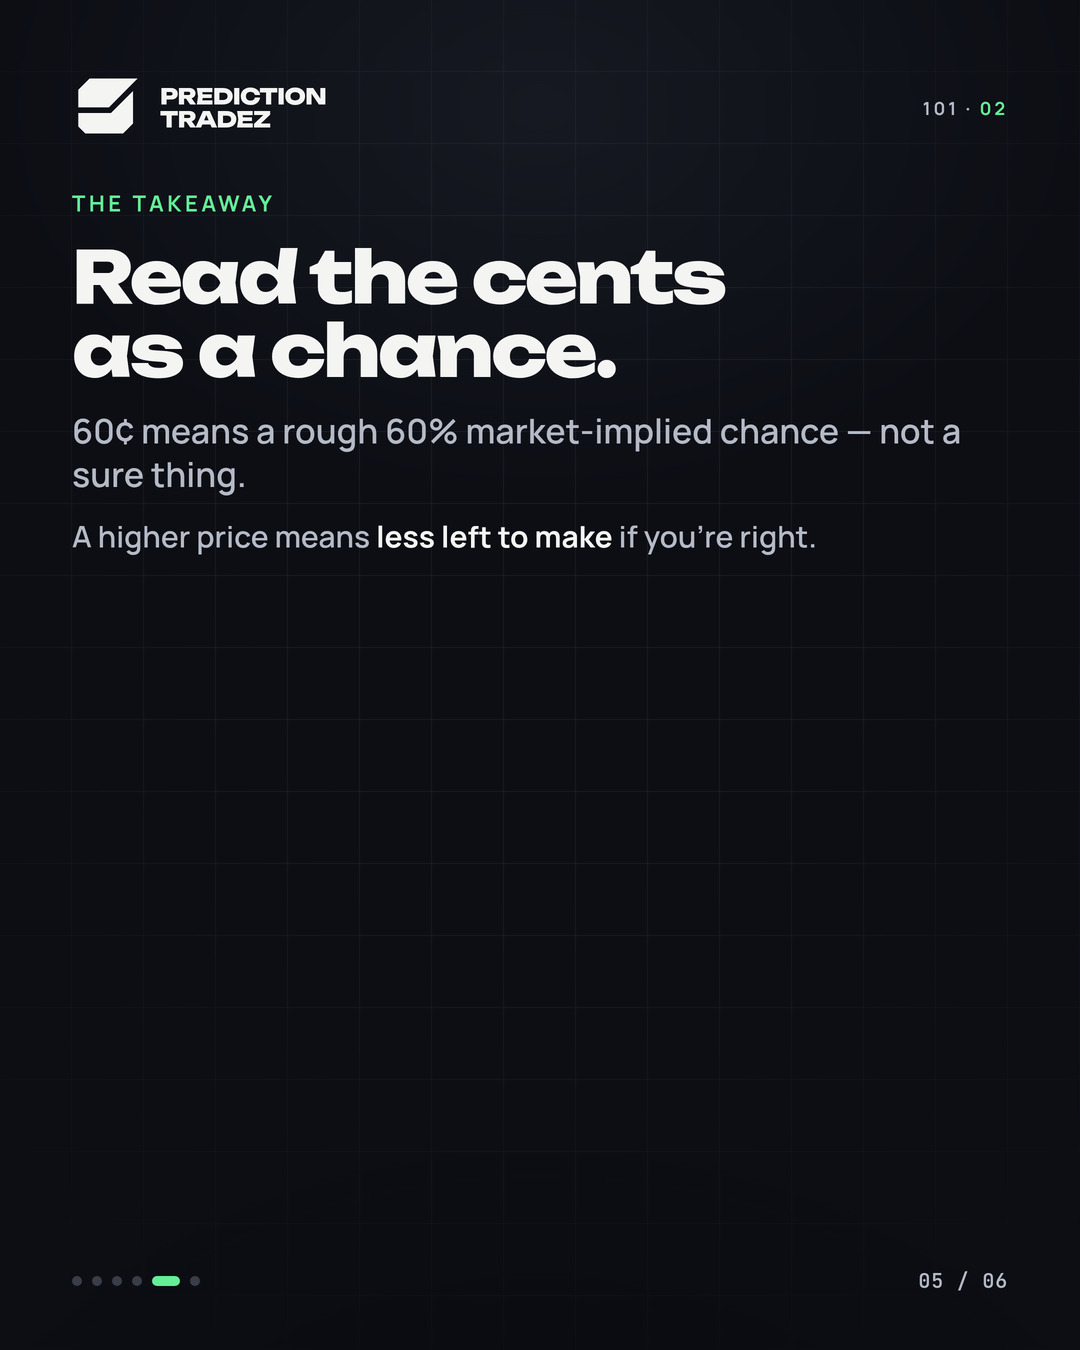 PREDICTION
TRADEZ
101 · 02
THE TAKEAWAY
Read the cents
as a chance.
60¢ means a rough 60% market-implied chance — not a
sure thing.
A higher price means less left to make if you’re right.
05 / 06